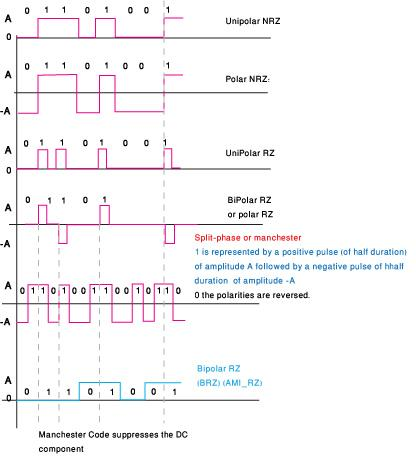 0 1 1 0 1 0 0 1
A
0
Unipolar NRZ
0 1 1 0 1 0 0 1
A
Polar NRZ:
-A
0 1 1 0 1 0 0 1
A
0
UniPolar RZ
0 1 1 0 1
A
BiPolar RZ
or polar RZ
-A
Split-phase or manchester
1 is represented by a positive pulse (of half duration)
of amplitude A followed by a negative pulse of hhalf
duration of amplitude -A
0 the polarities are reversed.
A
0 1 1 0 1 0 0 1 1 0 0 1 0 1 1 0
-A
Bipolar RZ
(BRZ) (AMI_RZ)
A
0
0 1 1 0 1 0 0 1
Manchester Code suppresses the DC
component